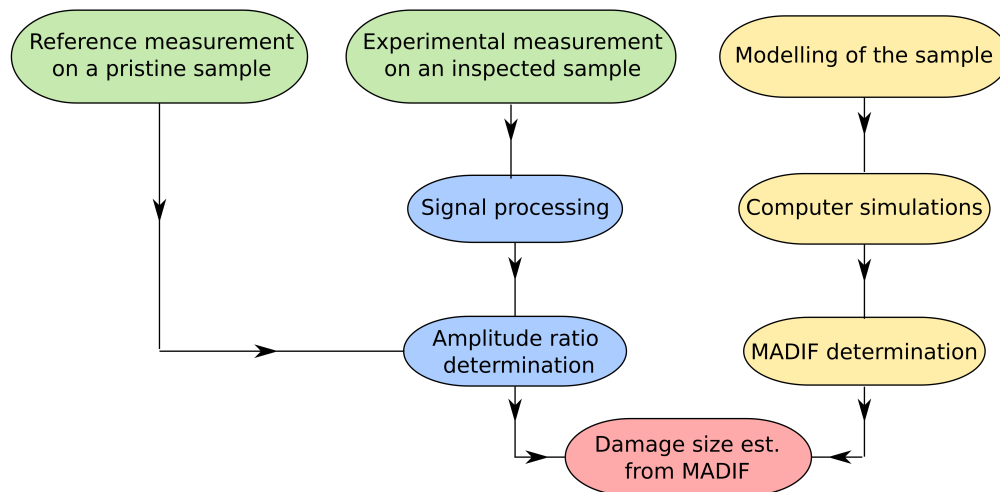 Reference measurement
on a pristine sample
Experimental measurement
on an inspected sample
Modelling of the sample
Signal processing
Computer simulations
Amplitude ratio
determination
MADIF determination
Damage size est.
from MADIF